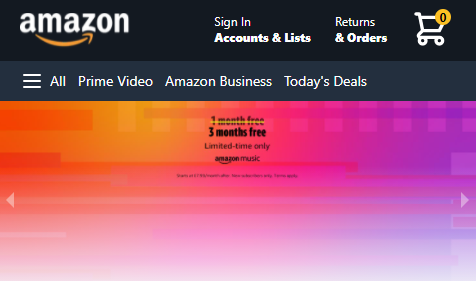 amazon
Sign In
Accounts & Lists
Returns
& Orders
0
All
Prime Video
Amazon Business
Today's Deals
1 month free
3 months free
Limited-time only
amazon music